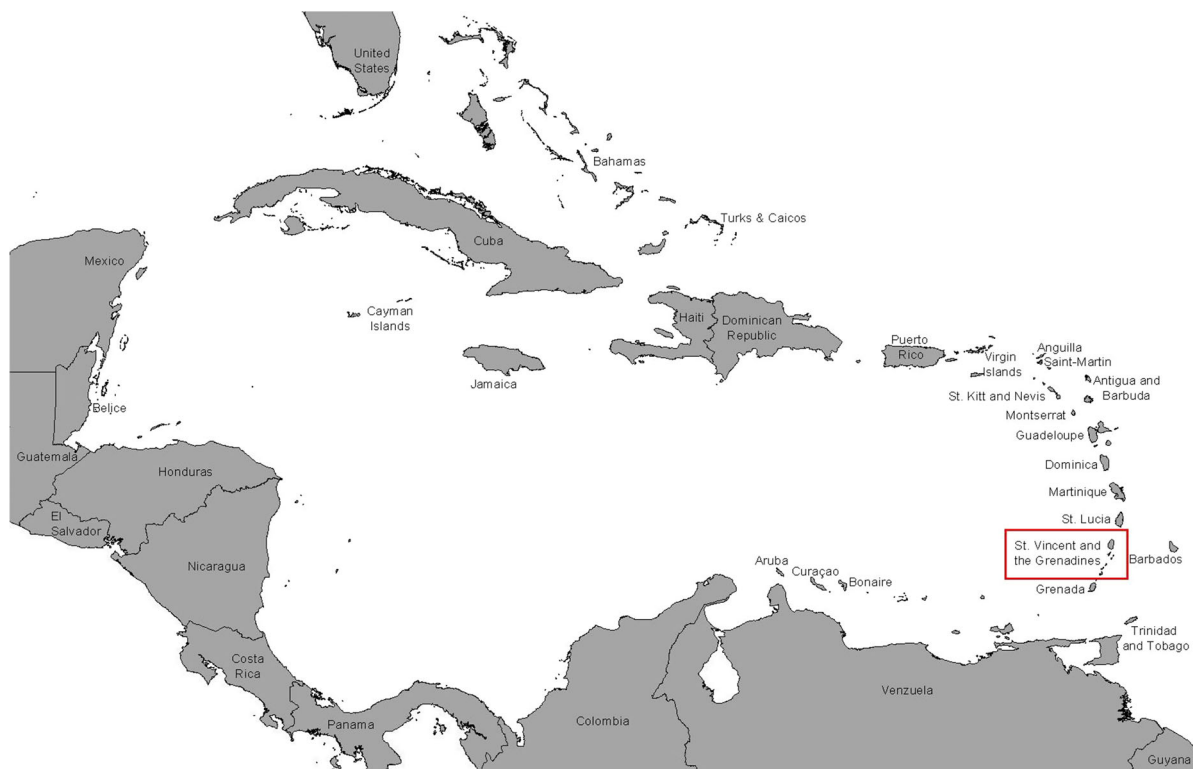 United
States
Bahamas
Turks & Caicos
Cuba
Mexico
Cayman
Islands
Haiti
Dominican
Republic
Jamaica
Puerto
Rico
Virgin
Islands
Anguilla
Saint-Martin
St. Kitt and Nevis
Antigua and
Barbuda
Montserrat
Guadeloupe
Dominica
Martinique
St. Lucia
St. Vincent and
the Grenadines
Barbados
Grenada
Trinidad
and Tobago
Beljce
Guatemala
Honduras
El
Salvador
Nicaragua
Costa
Rica
Panama
Aruba
Curaçao
Bonaire
Colombia
Venzuela
Guyana